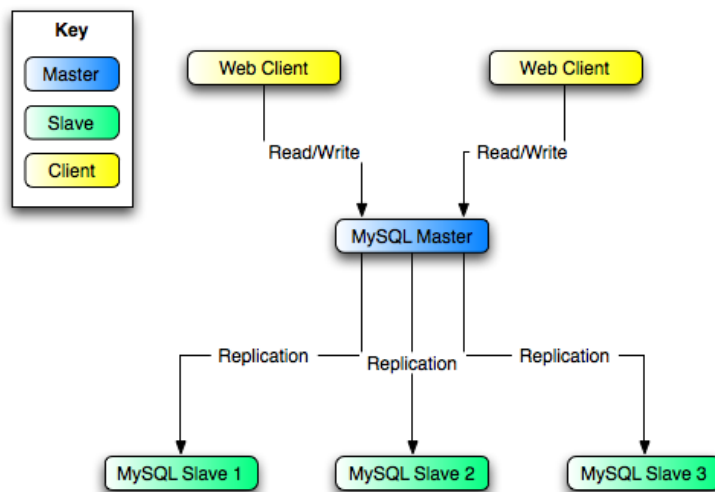 Key
Master
Slave
Client
Web Client
Web Client
Read/Write
Read/Write
MySQL Master
Replication
Replication
Replication
MySQL Slave 1
MySQL Slave 2
MySQL Slave 3